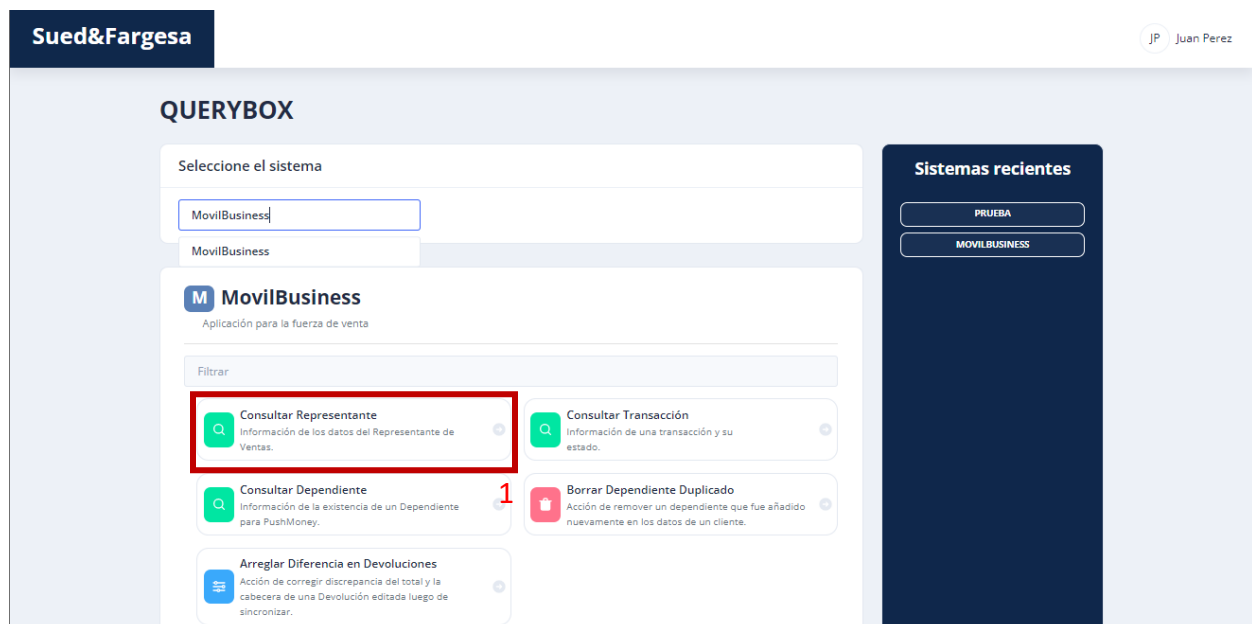 Sued&Fargesa
JP Juan Perez
QUERYBOX
Seleccione el sistema
MovilBusiness
MovilBusiness
Sistemas recientes
PRUEBA
MOVILBUSINESS
M MovilBusiness
Aplicación para la fuerza de venta
Filtrar
Consultar Representante
Información de los datos del Representante de
Ventas.
Consultar Transacción
Información de una transacción y su
estado.
1
Consultar Dependiente
Información de la existencia de un Dependiente
para PushMoney.
Borrar Dependiente Duplicado
Acción de remover un dependiente que fue añadido
nuevamente en los datos de un cliente.
Arreglar Diferencia en Devoluciones
Acción de corregir discrepancia del total y la
cabecera de una Devolución editada luego de
sincronizar.